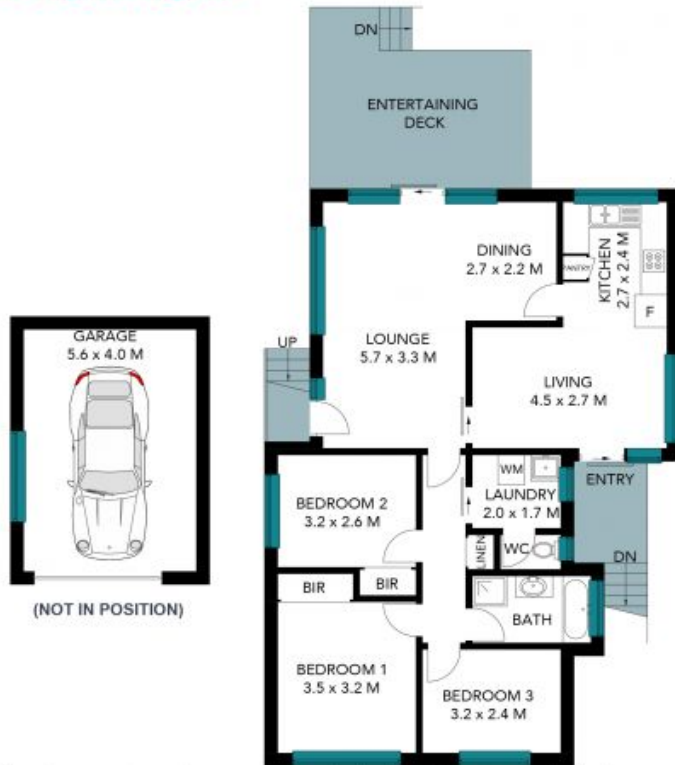 DN
ENTERTAINING
DECK
DINING
2.7 x 2.2 M
KITCHEN
2.7 x 2.4 M
PANTRY
F
GARAGE
5.6 x 4.0 M
UP
LOUNGE
5.7 x 3.3 M
LIVING
4.5 x 2.7 M
WM
ENTRY
BEDROOM 2
3.2 x 2.6 M
LAUNDRY
2.0 x 1.7 M
LINEN
WC
DN
BIR
BIR
(NOT IN POSITION)
BATH
BEDROOM 1
3.5 x 3.2 M
BEDROOM 3
3.2 x 2.4 M